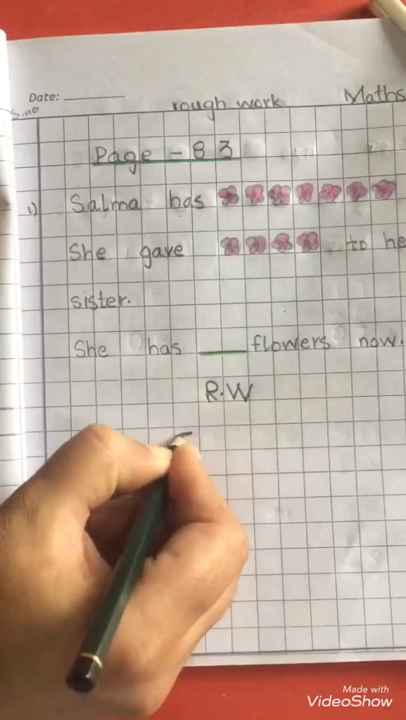 Date:
S.no
rough work
Maths
Page - 83
1) Salma has
She gave to he
sister.
She has ___ flowers now.
R.W
Made with
VideoShow